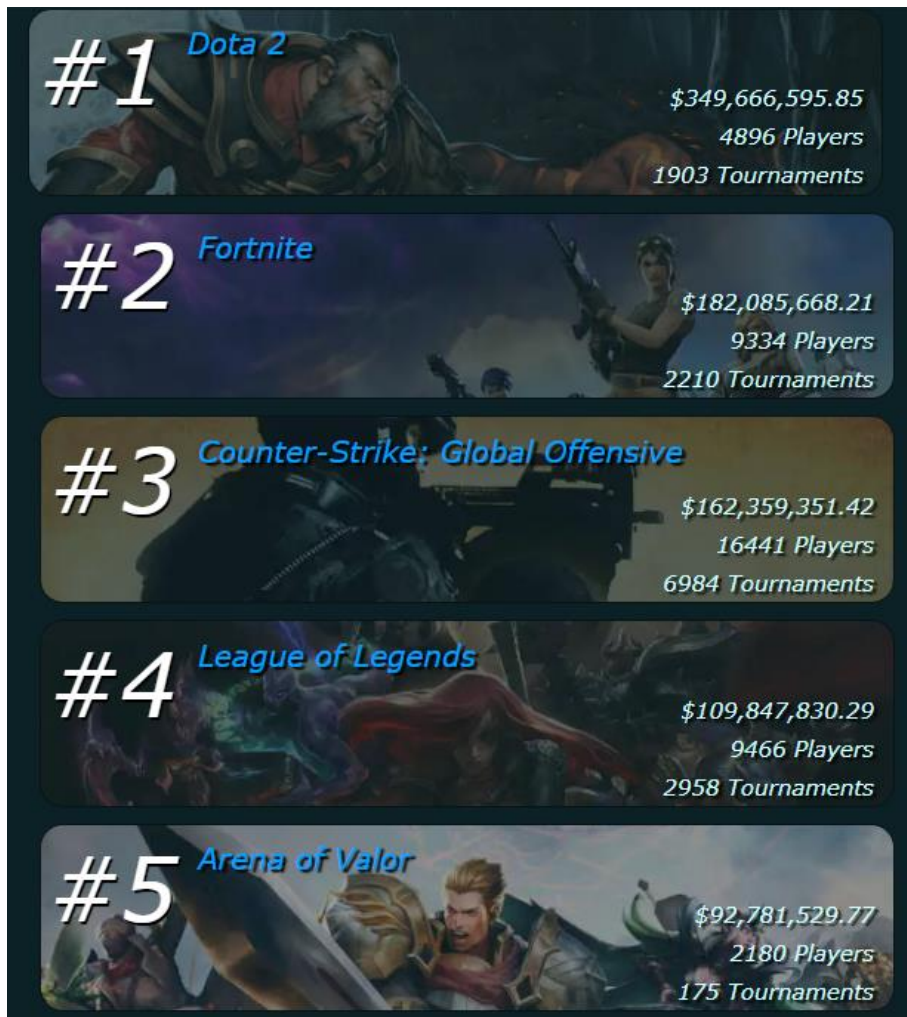 #1 Dota 2
$349,666,595.85
4896 Players
1903 Tournaments
#2 Fortnite
$182,085,668.21
9334 Players
2210 Tournaments
#3 Counter-Strike: Global Offensive
$162,359,351.42
16441 Players
6984 Tournaments
#4 League of Legends
$109,847,830.29
9466 Players
2958 Tournaments
#5 Arena of Valor
$92,781,529.77
2180 Players
175 Tournaments